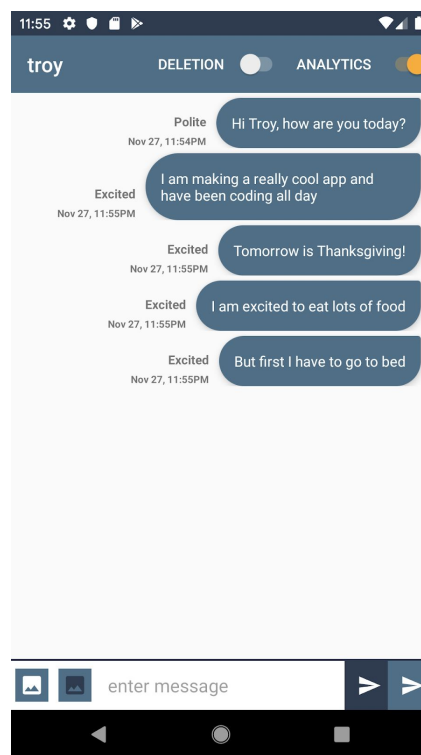 11:55
troy DELETION ANALYTICS
Polite Hi Troy, how are you today?
Nov 27, 11:54PM
I am making a really cool app and
Excited have been coding all day
Nov 27, 11:55PM
Excited Tomorrow is Thanksgiving!
Nov 27, 11:55PM
Excited I am excited to eat lots of food
Nov 27, 11:55PM
Excited But first I have to go to bed
Nov 27, 11:55PM
enter message